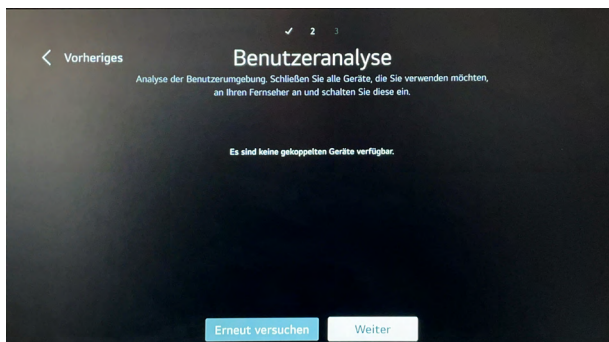 ✓ 2 3
Vorheriges
Benutzeranalyse
Analyse der Benutzerumgebung. Schließen Sie alle Geräte, die Sie verwenden möchten,
an Ihren Fernseher an und schalten Sie diese ein.
Es sind keine gekoppelten Geräte verfügbar.
Erneut versuchen
Weiter